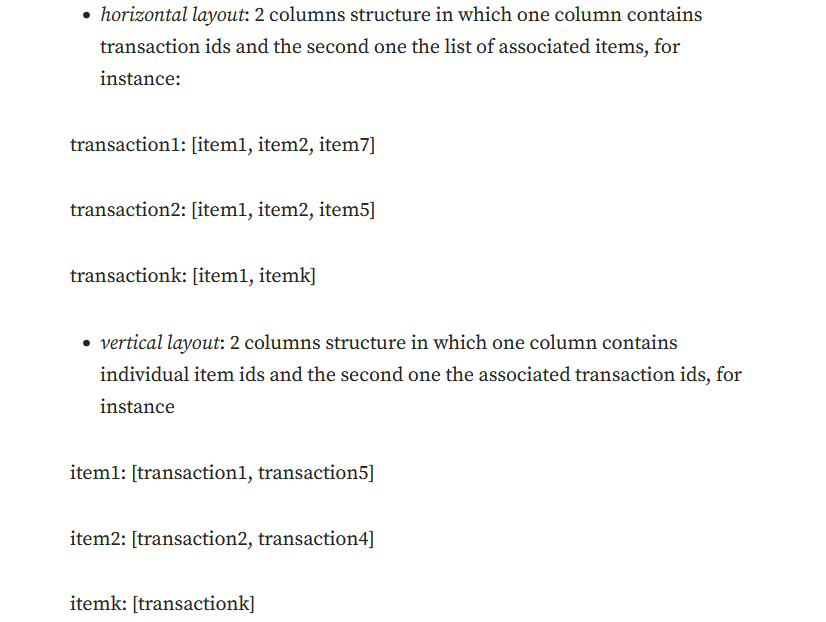 • horizontal layout: 2 columns structure in which one column contains
transaction ids and the second one the list of associated items, for
instance:
transaction1: [item1, item2, item7]
transaction2: [item1, item2, item5]
transactionk: [item1, itemk]
• vertical layout: 2 columns structure in which one column contains
individual item ids and the second one the associated transaction ids, for
instance
item1: [transaction1, transaction5]
item2: [transaction2, transaction4]
itemk: [transactionk]